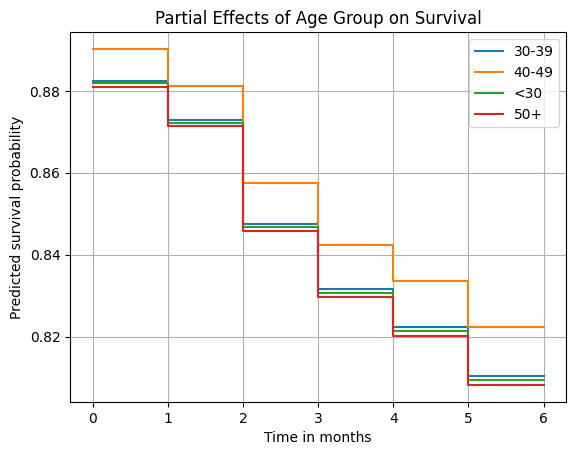 Partial Effects of Age Group on Survival
30-39
40-49
<30
50+
Predicted survival probability
0.88
0.86
0.84
0.82
0 1 2 3 4 5 6
Time in months